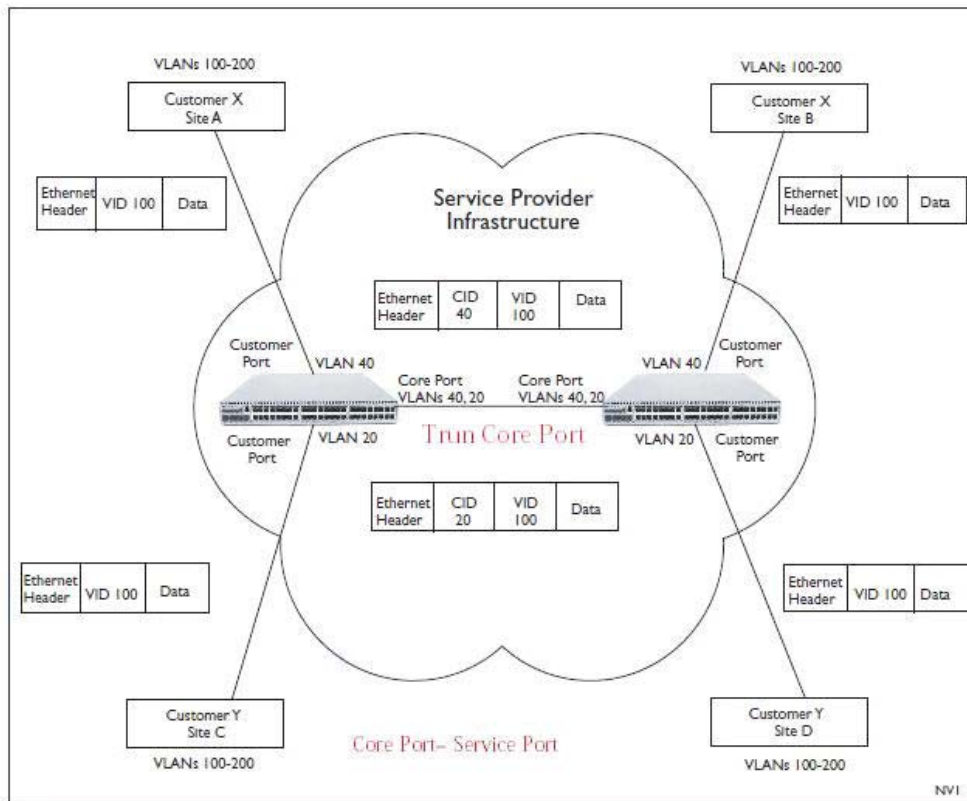 VLANs 100-200
Customer X
Site A
VLANs 100-200
Customer X
Site B
Ethernet
Header
VID 100
Data
Service Provider
Infrastructure
Ethernet
Header
VID 100
Data
Ethernet
Header
CID
40
VID
100
Data
Customer
Port
VLAN 40
VLAN 40
Customer
Port
Core Port
VLANs 40, 20
Core Port
VLANs 40, 20
Customer
Port
VLAN 20
Trun Core Port
VLAN 20
Customer
Port
Ethernet
Header
CID
20
VID
100
Data
Ethernet
Header
VID 100
Data
Ethernet
Header
VID 100
Data
Customer Y
Site C
VLANs 100-200
Core Port– Service Port
Customer Y
Site D
VLANs 100-200
NV1